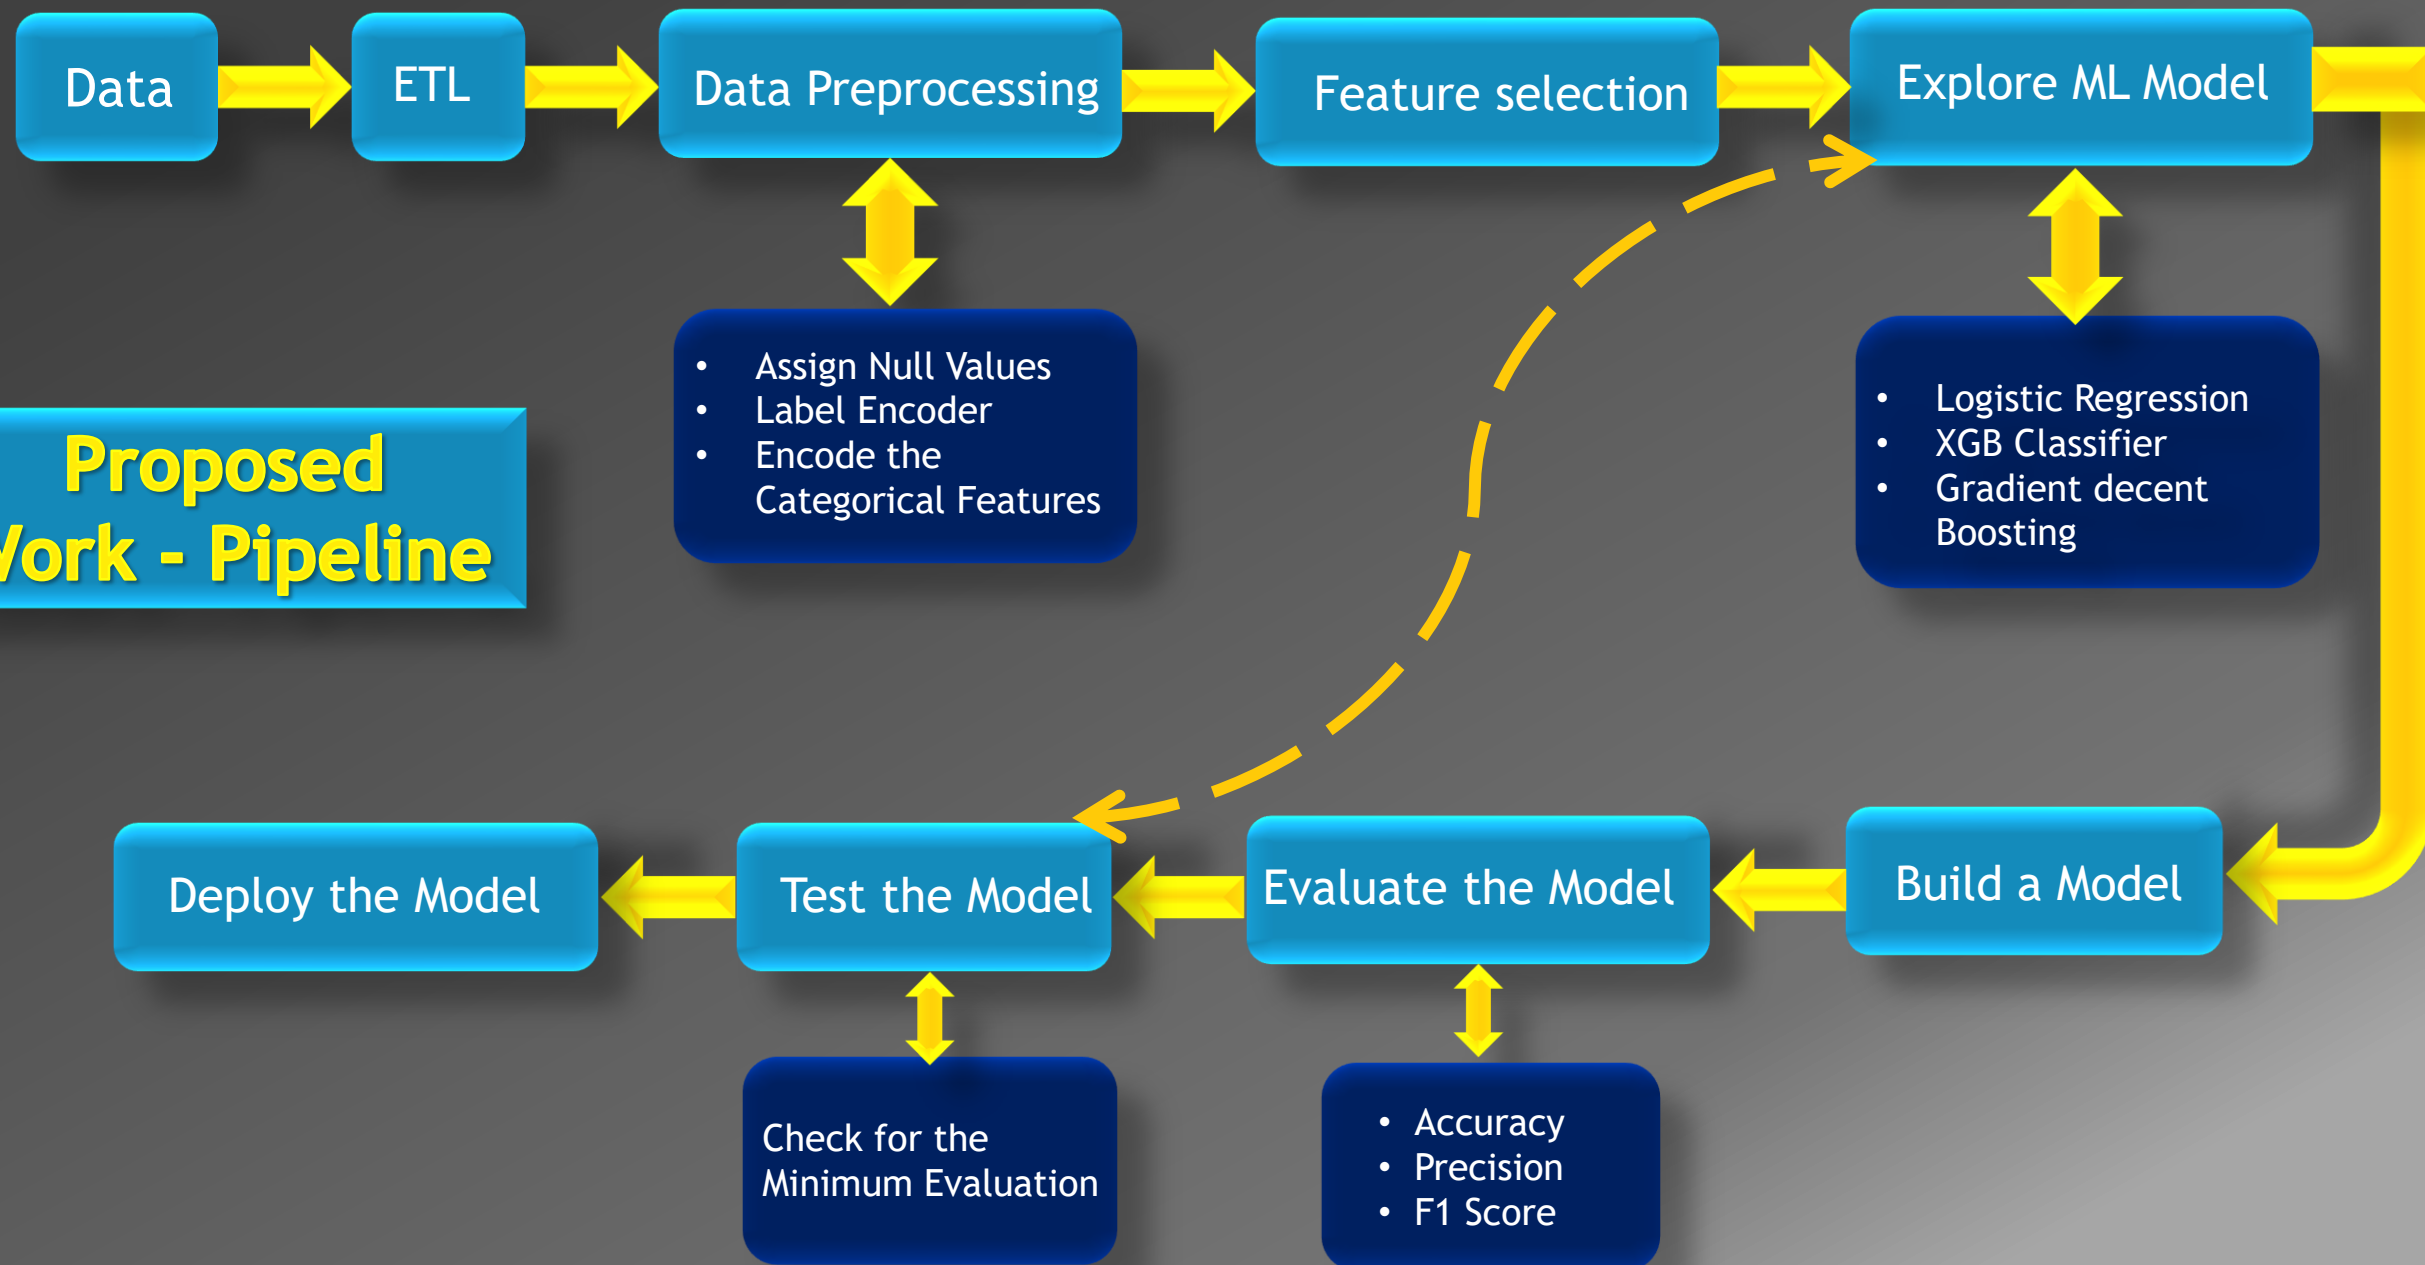 Data
ETL
Data Preprocessing
Feature selection
Explore ML Model
• Assign Null Values
• Label Encoder
• Encode the
Categorical Features
• Logistic Regression
• XGB Classifier
• Gradient decent
Boosting
Proposed
Work - Pipeline
Deploy the Model
Test the Model
Evaluate the Model
Build a Model
Check for the
Minimum Evaluation
• Accuracy
• Precision
• F1 Score